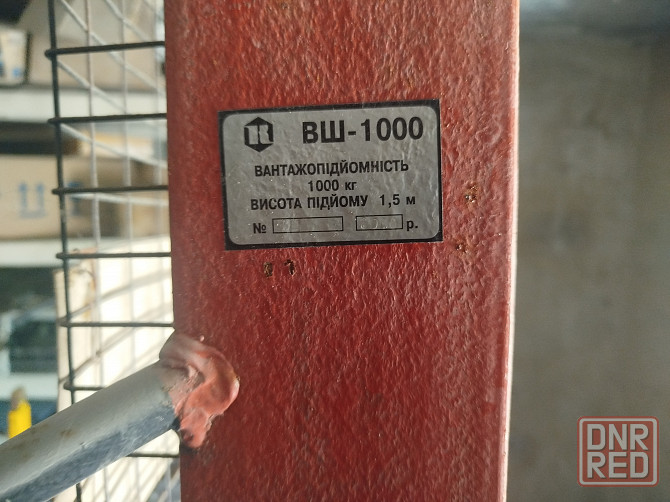 ВШ-1000
ВАНТАЖОПІДЙОМНІСТЬ
1000 кг
ВИСОТА ПІДЙОМУ 1,5 м
№ р.
DNR
RED